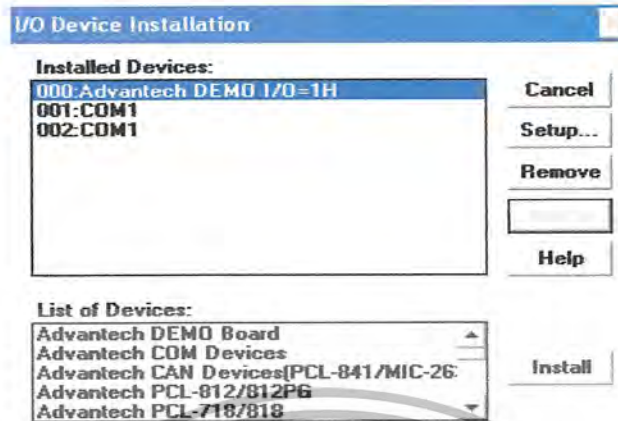 I/O Device Installation
Installed Devices:
000:Advantech DEMO I/O=1H
001:COM1
002:COM1
Cancel
Setup...
Remove
Help
List of Devices:
Advantech DEMO Board
Advantech COM Devices
Advantech CAN Devices(PCL-841/MIC-26:
Advantech PCL-812/812PG
Advantech PCL-718/818
Install